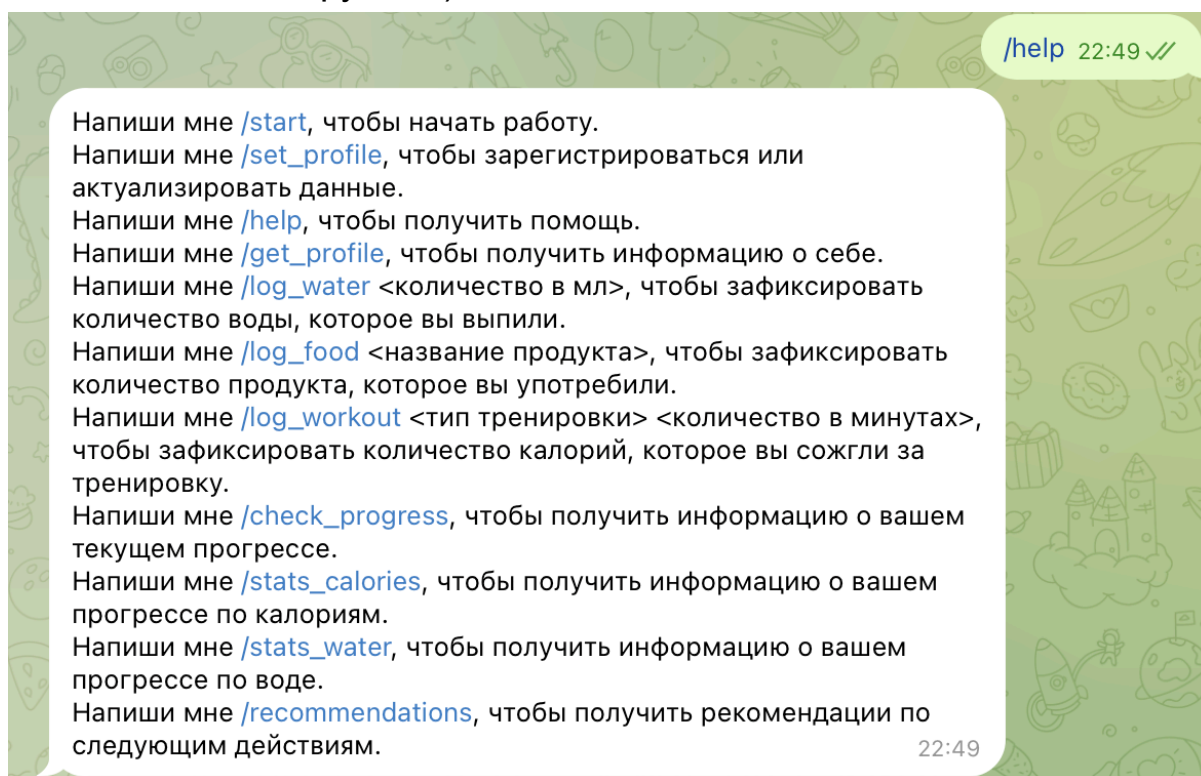 /help 22:49
Напиши мне /start, чтобы начать работу.
Напиши мне /set_profile, чтобы зарегистрироваться или
актуализировать данные.
Напиши мне /help, чтобы получить помощь.
Напиши мне /get_profile, чтобы получить информацию о себе.
Напиши мне /log_water <количество в мл>, чтобы зафиксировать
количество воды, которое вы выпили.
Напиши мне /log_food <название продукта>, чтобы зафиксировать
количество продукта, которое вы употребили.
Напиши мне /log_workout <тип тренировки> <количество в минутах>,
чтобы зафиксировать количество калорий, которое вы сожгли за
тренировку.
Напиши мне /check_progress, чтобы получить информацию о вашем
текущем прогрессе.
Напиши мне /stats_calories, чтобы получить информацию о вашем
прогрессе по калориям.
Напиши мне /stats_water, чтобы получить информацию о вашем
прогрессе по воде.
Напиши мне /recommendations, чтобы получить рекомендации по
следующим действиям.
22:49